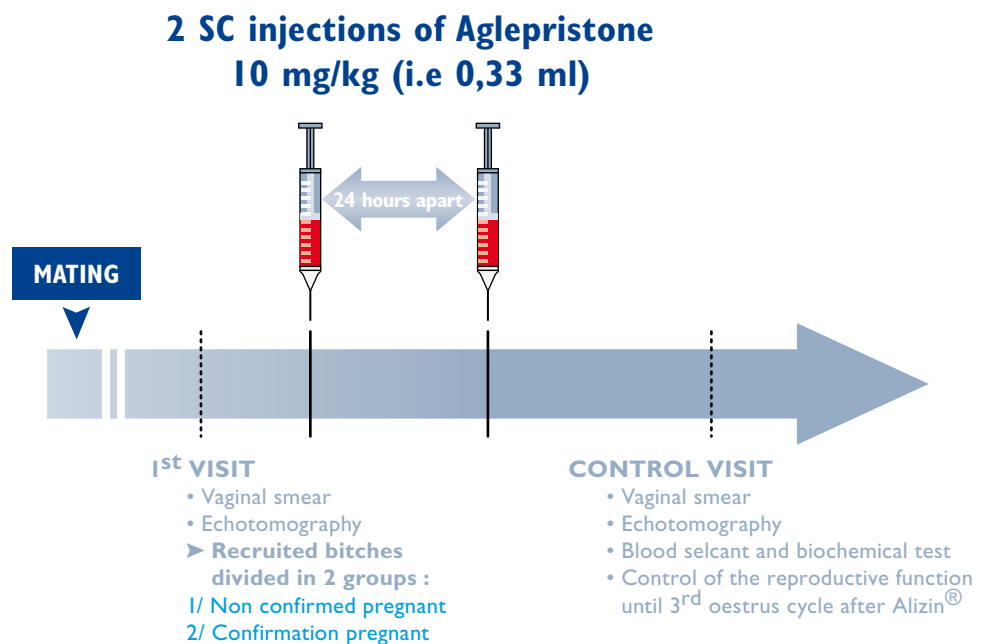 2 SC injections of Aglepristone
10 mg/kg (i.e 0,33 ml)
24 hours apart
MATING
1st VISIT
• Vaginal smear
• Echotomography
➤ Recruited bitches
divided in 2 groups :
1/ Non confirmed pregnant
2/ Confirmation pregnant
CONTROL VISIT
• Vaginal smear
• Echotomography
• Blood selcant and biochemical test
• Control of the reproductive function
until 3rd oestrus cycle after Alizin®